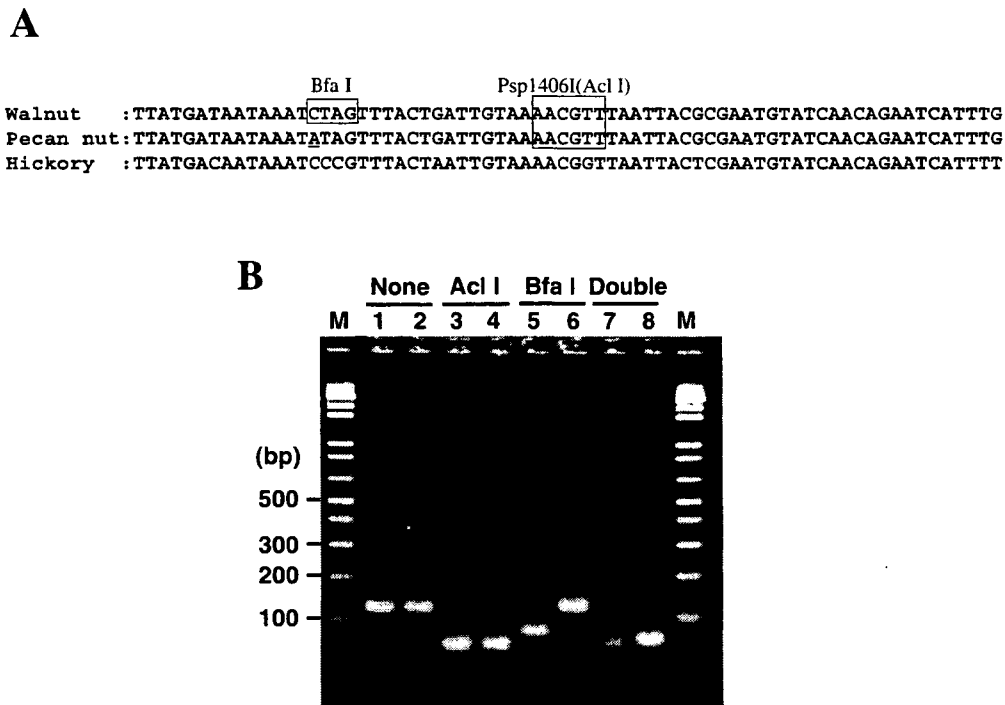 A
Bfa I Psp1406I(Acl I)
Walnut :TTATGATAATAAATCTAGTTTACTGATTGTAAAACGTTTAATTACGCGAATGTATCAACAGAATCATTTG
Pecan nut:TTATGATAATAAATATAGTTTACTGATTGTAAAACGTTTAATTACGCGAATGTATCAACAGAATCATTTG
Hickory :TTATGACAATAAATCCCGTTTACTAATTGTAAAACGGTTAATTACTCGAATGTATCAACAGAATCATTTT
B
None Acl I Bfa I Double
M 1 2 3 4 5 6 7 8 M
(bp)
500
300
200
100